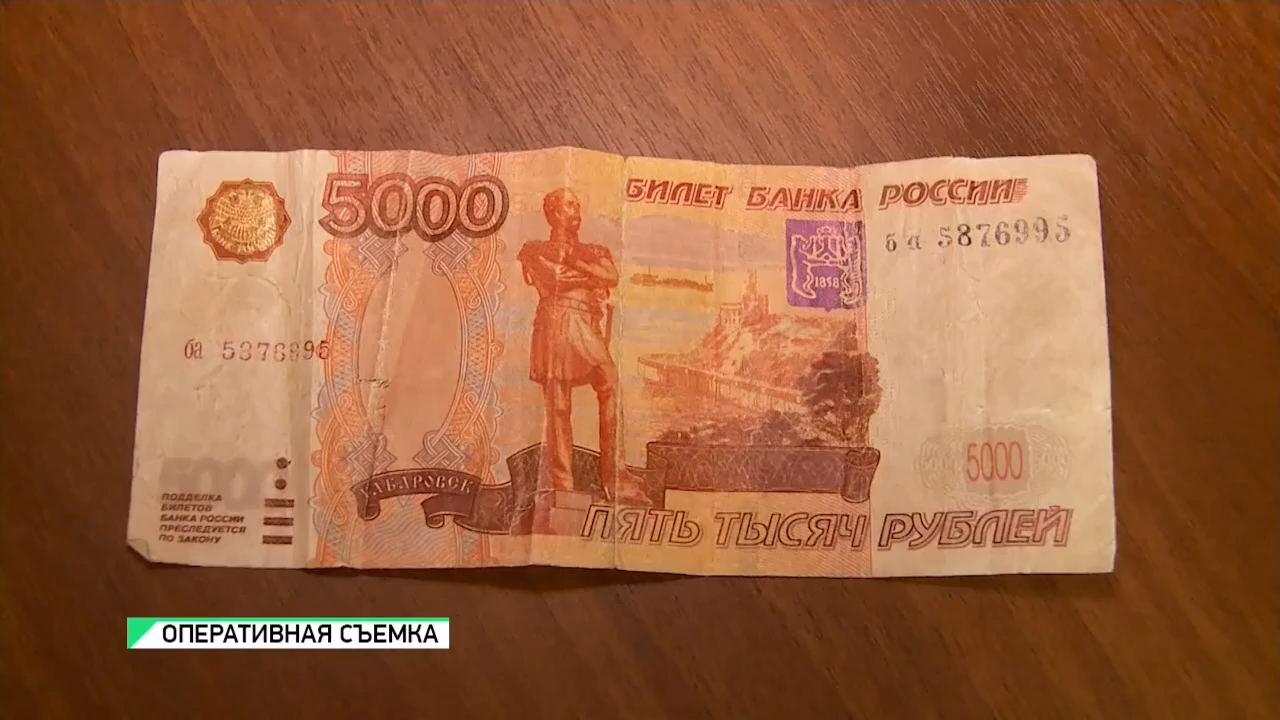 5000
БИЛЕТ БАНКА РОССИИ
ба 5876995
1858
ба 5876995
5000
ХАБАРОВСК
ПОДДЕЛКА
БИЛЕТОВ
БАНКА РОССИИ
ПРЕСЛЕДУЕТСЯ
ПО ЗАКОНУ
ПЯТЬ ТЫСЯЧ РУБЛЕЙ
ОПЕРАТИВНАЯ СЪЕМКА